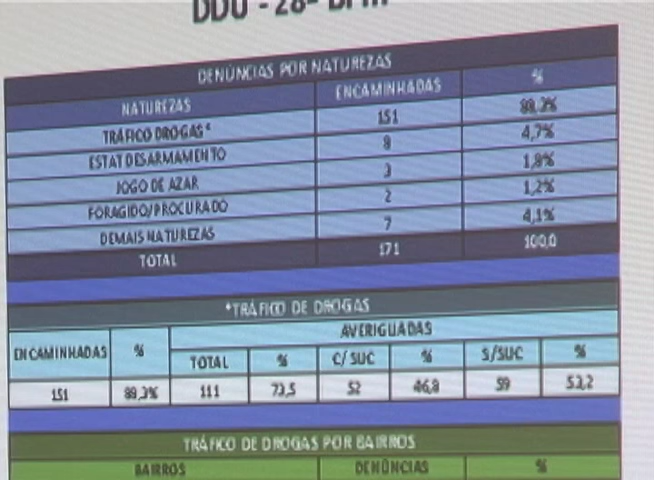 DDU - 28º BPM
DENÚNCIAS POR NATUREZAS
NATUREZAS ENCAMINHADAS %
TRÁFICO DROGAS* 151 88,3%
ESTAT DESARMAMENTO 8 4,7%
JOGO DE AZAR 3 1,8%
FORAGIDO/PROCURADO 2 1,2%
DEMAIS NATUREZAS 7 4,1%
TOTAL 171 100,0
*TRÁFICO DE DROGAS
ENCAMINHADAS % AVERIGUADAS
TOTAL % C/ SUC % S/SUC %
151 88,3% 111 73,5 52 46,8 59 53,2
TRÁFICO DE DROGAS POR BAIRROS
BAIRROS DENÚNCIAS %